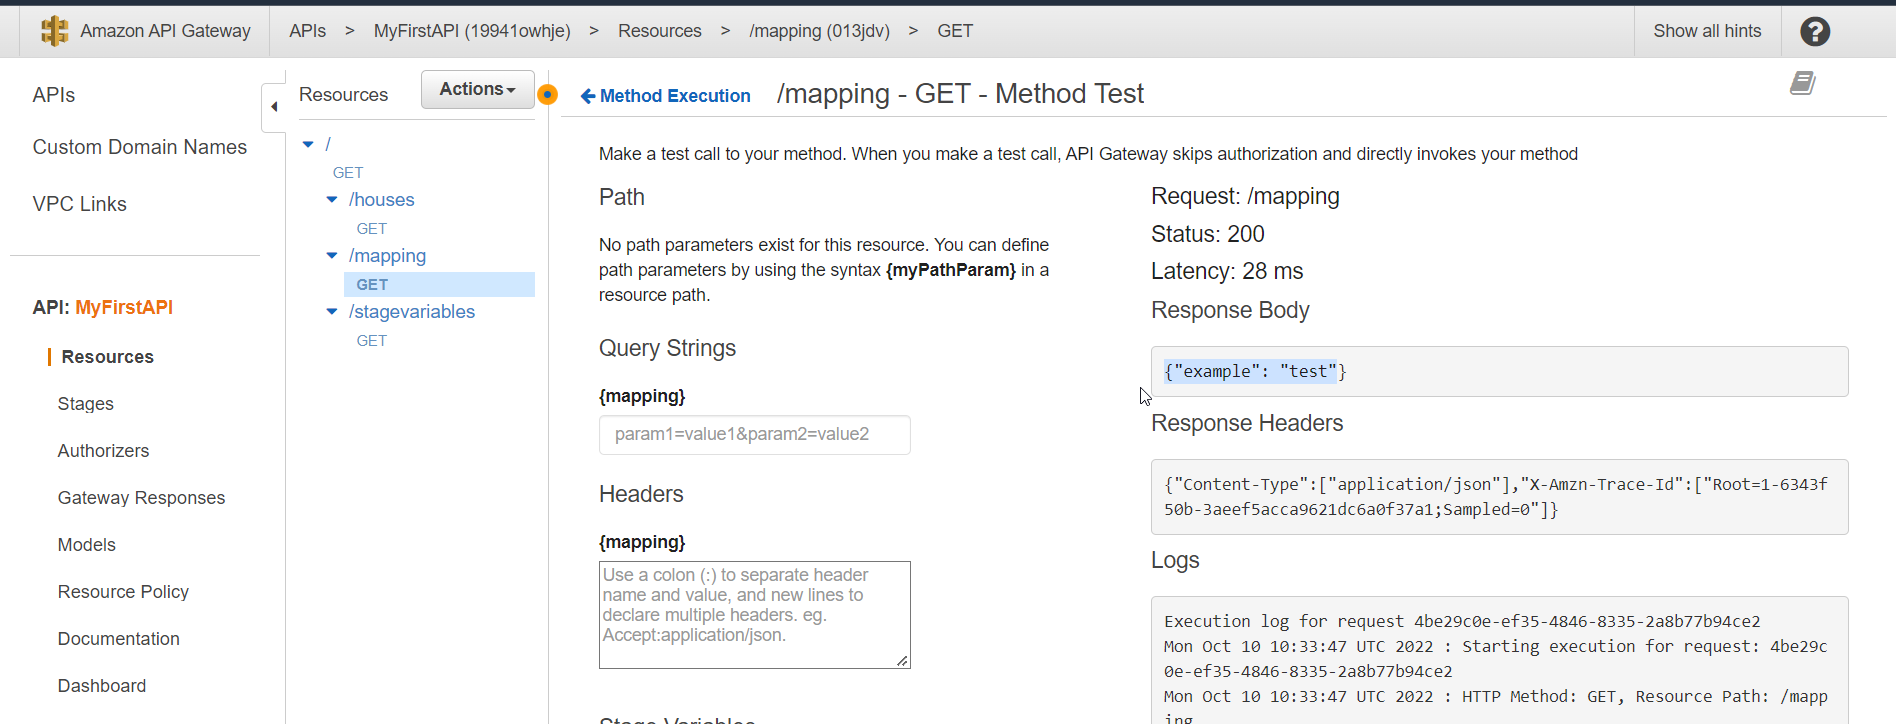 Amazon API Gateway
APIs > MyFirstAPI (19941owhje) > Resources > /mapping (013jdv) > GET
Show all hints
?
APIs
Custom Domain Names
VPC Links
API: MyFirstAPI
Resources
Stages
Authorizers
Gateway Responses
Models
Resource Policy
Documentation
Dashboard
Resources
Actions
/
GET
/houses
GET
/mapping
GET
/stagevariables
GET
Method Execution
/mapping - GET - Method Test
Make a test call to your method. When you make a test call, API Gateway skips authorization and directly invokes your method
Path
No path parameters exist for this resource. You can define
path parameters by using the syntax {myPathParam} in a
resource path.
Query Strings
{mapping}
param1=value1&param2=value2
Headers
{mapping}
Use a colon (:) to separate header
name and value, and new lines to
declare multiple headers. eg.
Accept:application/json.
Stage Variables
Request: /mapping
Status: 200
Latency: 28 ms
Response Body
{"example": "test"}
Response Headers
{"Content-Type":["application/json"],"X-Amzn-Trace-Id":["Root=1-6343f
50b-3aeef5acca9621dc6a0f37a1;Sampled=0"]}
Logs
Execution log for request 4be29c0e-ef35-4846-8335-2a8b77b94ce2
Mon Oct 10 10:33:47 UTC 2022 : Starting execution for request: 4be29c
0e-ef35-4846-8335-2a8b77b94ce2
Mon Oct 10 10:33:47 UTC 2022 : HTTP Method: GET, Resource Path: /mapp
ing